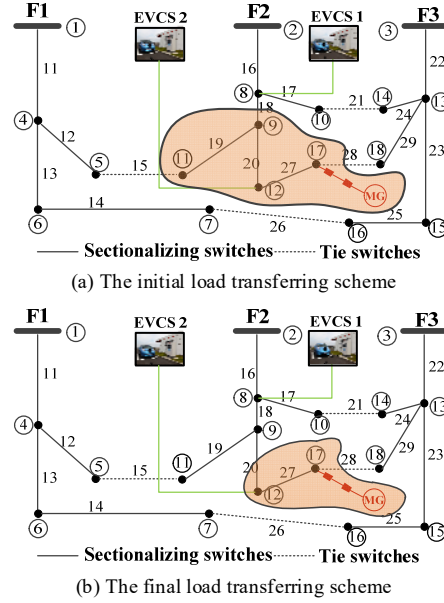 F1 ① EVCS 2 F2 ② EVCS 1 ③ F3
11 16 22
⑧ 17 ⑬
④ 18 ⑩ 21 ⑭ 24
12 19 ⑨ 23
13 ⑤ 15 ⑪ 20 27 ⑰ 28 ⑱ 29
14 ⑫ MG
⑥ ⑦ 26 ⑯ 25 ⑮
Sectionalizing switches Tie switches
(a) The initial load transferring scheme
F1 ① EVCS 2 F2 ② EVCS 1 ③ F3
11 16 22
⑧ 17 ⑬
④ 18 ⑩ 21 ⑭ 24
12 19 ⑨ 23
13 ⑤ 15 ⑪ 20 27 ⑰ 28 ⑱ 29
14 ⑫ MG
⑥ ⑦ 26 ⑯ 25 ⑮
Sectionalizing switches Tie switches
(b) The final load transferring scheme